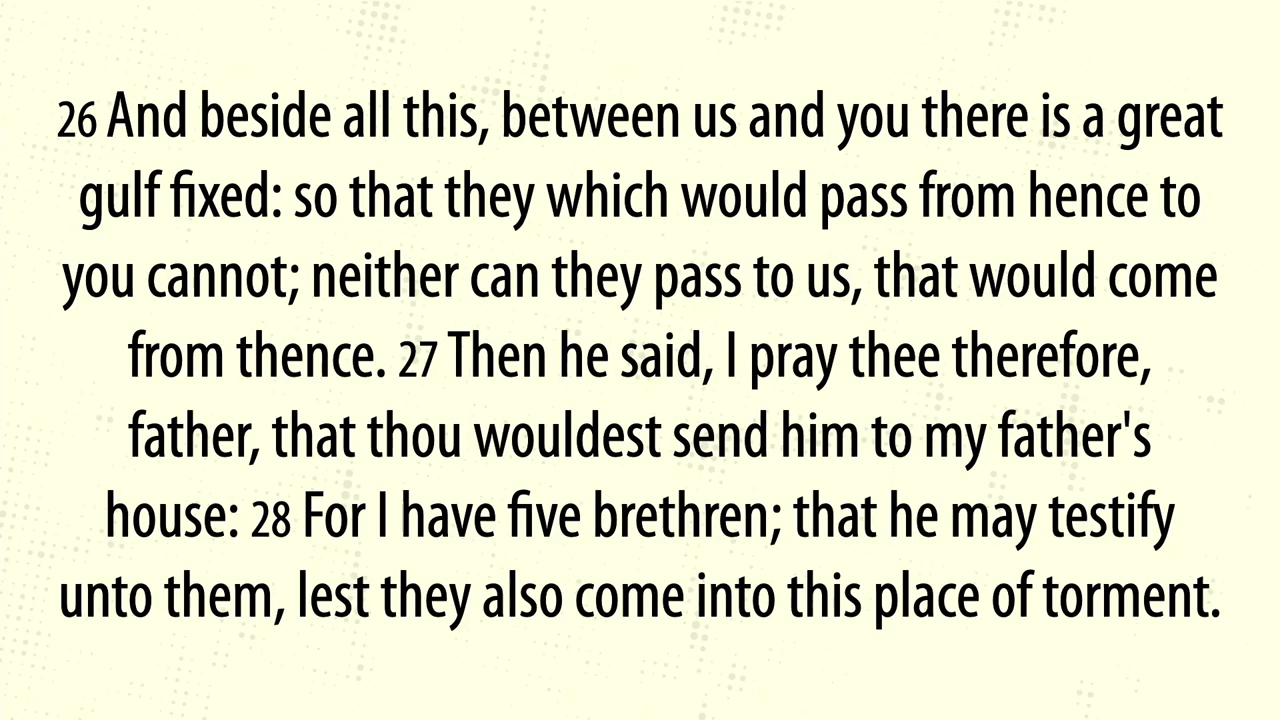 26 And beside all this, between us and you there is a great
gulf fixed: so that they which would pass from hence to
you cannot; neither can they pass to us, that would come
from thence. 27 Then he said, I pray thee therefore,
father, that thou wouldest send him to my father's
house: 28 For I have five brethren; that he may testify
unto them, lest they also come into this place of torment.